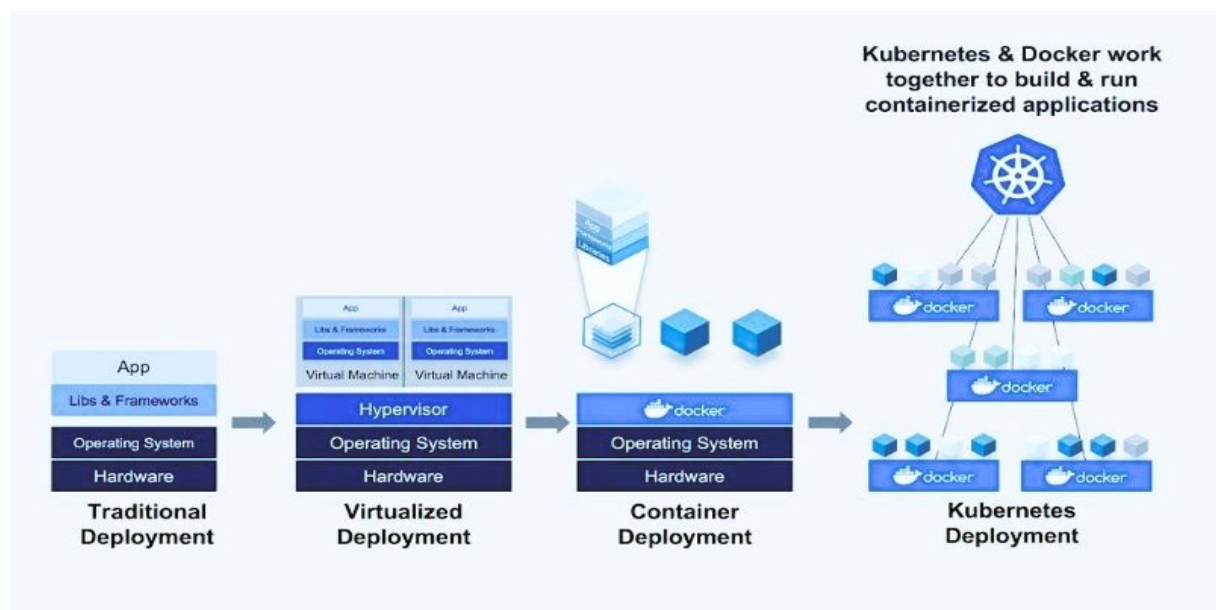 Kubernetes & Docker work
together to build & run
containerized applications
App
Libs & Frameworks
Operating System
Hardware
Traditional
Deployment
App
Libs & Frameworks
Operating System
Virtual Machine
App
Libs & Frameworks
Operating System
Virtual Machine
Hypervisor
Operating System
Hardware
Virtualized
Deployment
App
Libraries
docker
Operating System
Hardware
Container
Deployment
docker
docker
docker
docker
docker
Kubernetes
Deployment